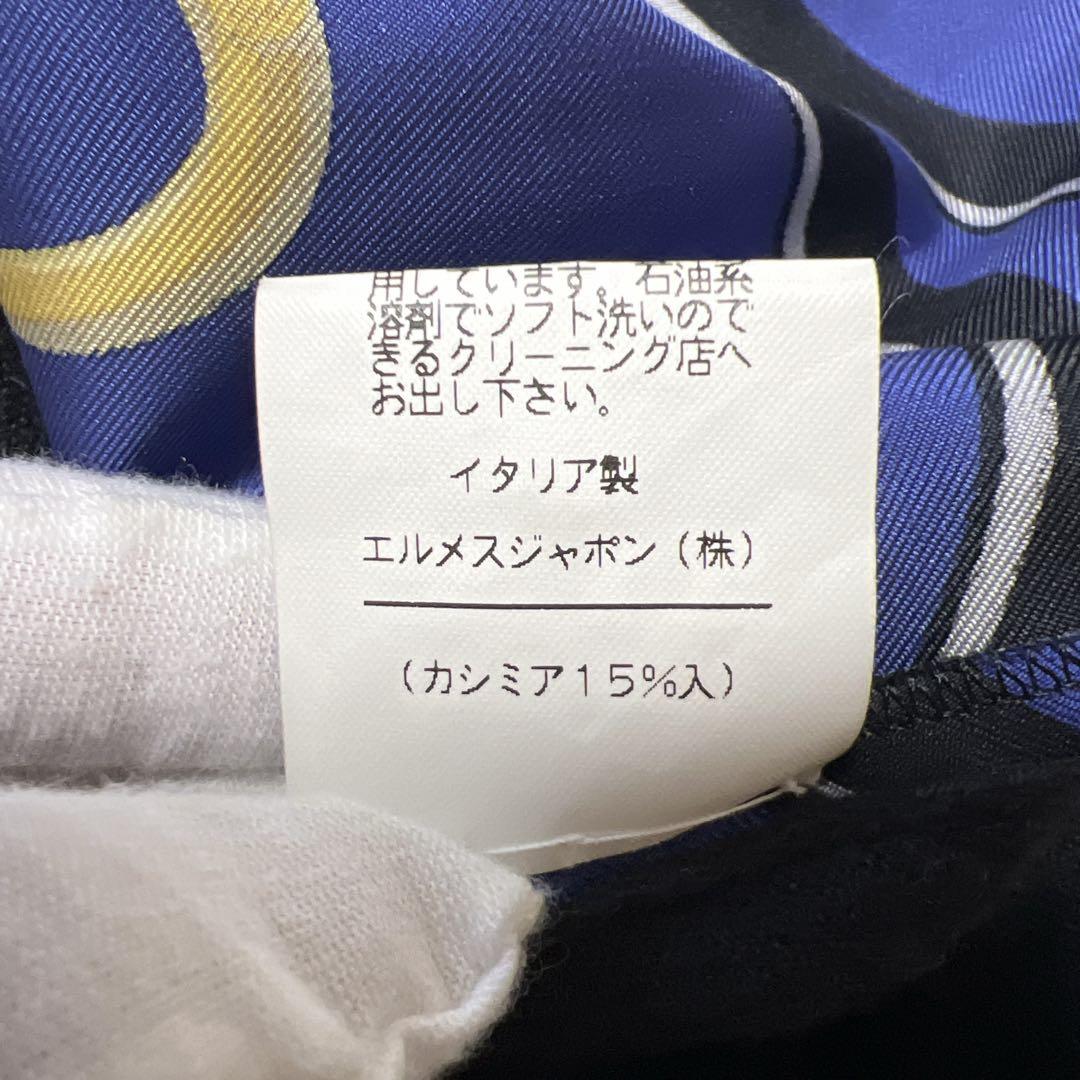 用しています。石油系
溶剤でソフト洗いので
きるクリーニング店へ
お出し下さい。
イタリア製
エルメスジャポン(株)
(カシミア15%入)